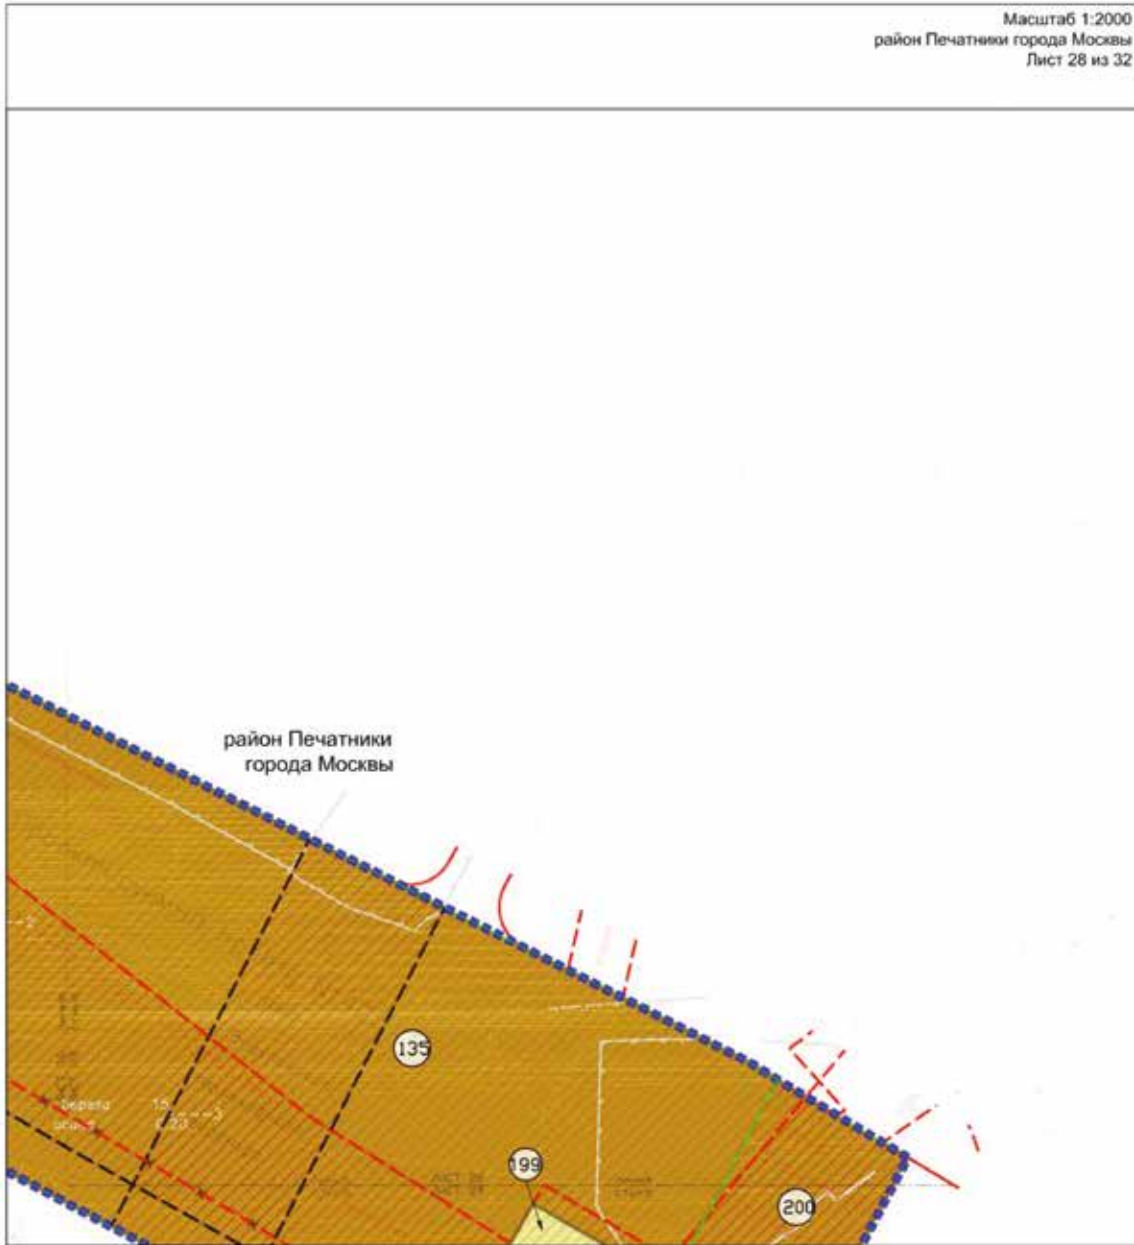 Масштаб 1:2000
район Печатники города Москвы
Лист 28 из 32
район Печатники
города Москвы
135
199
200